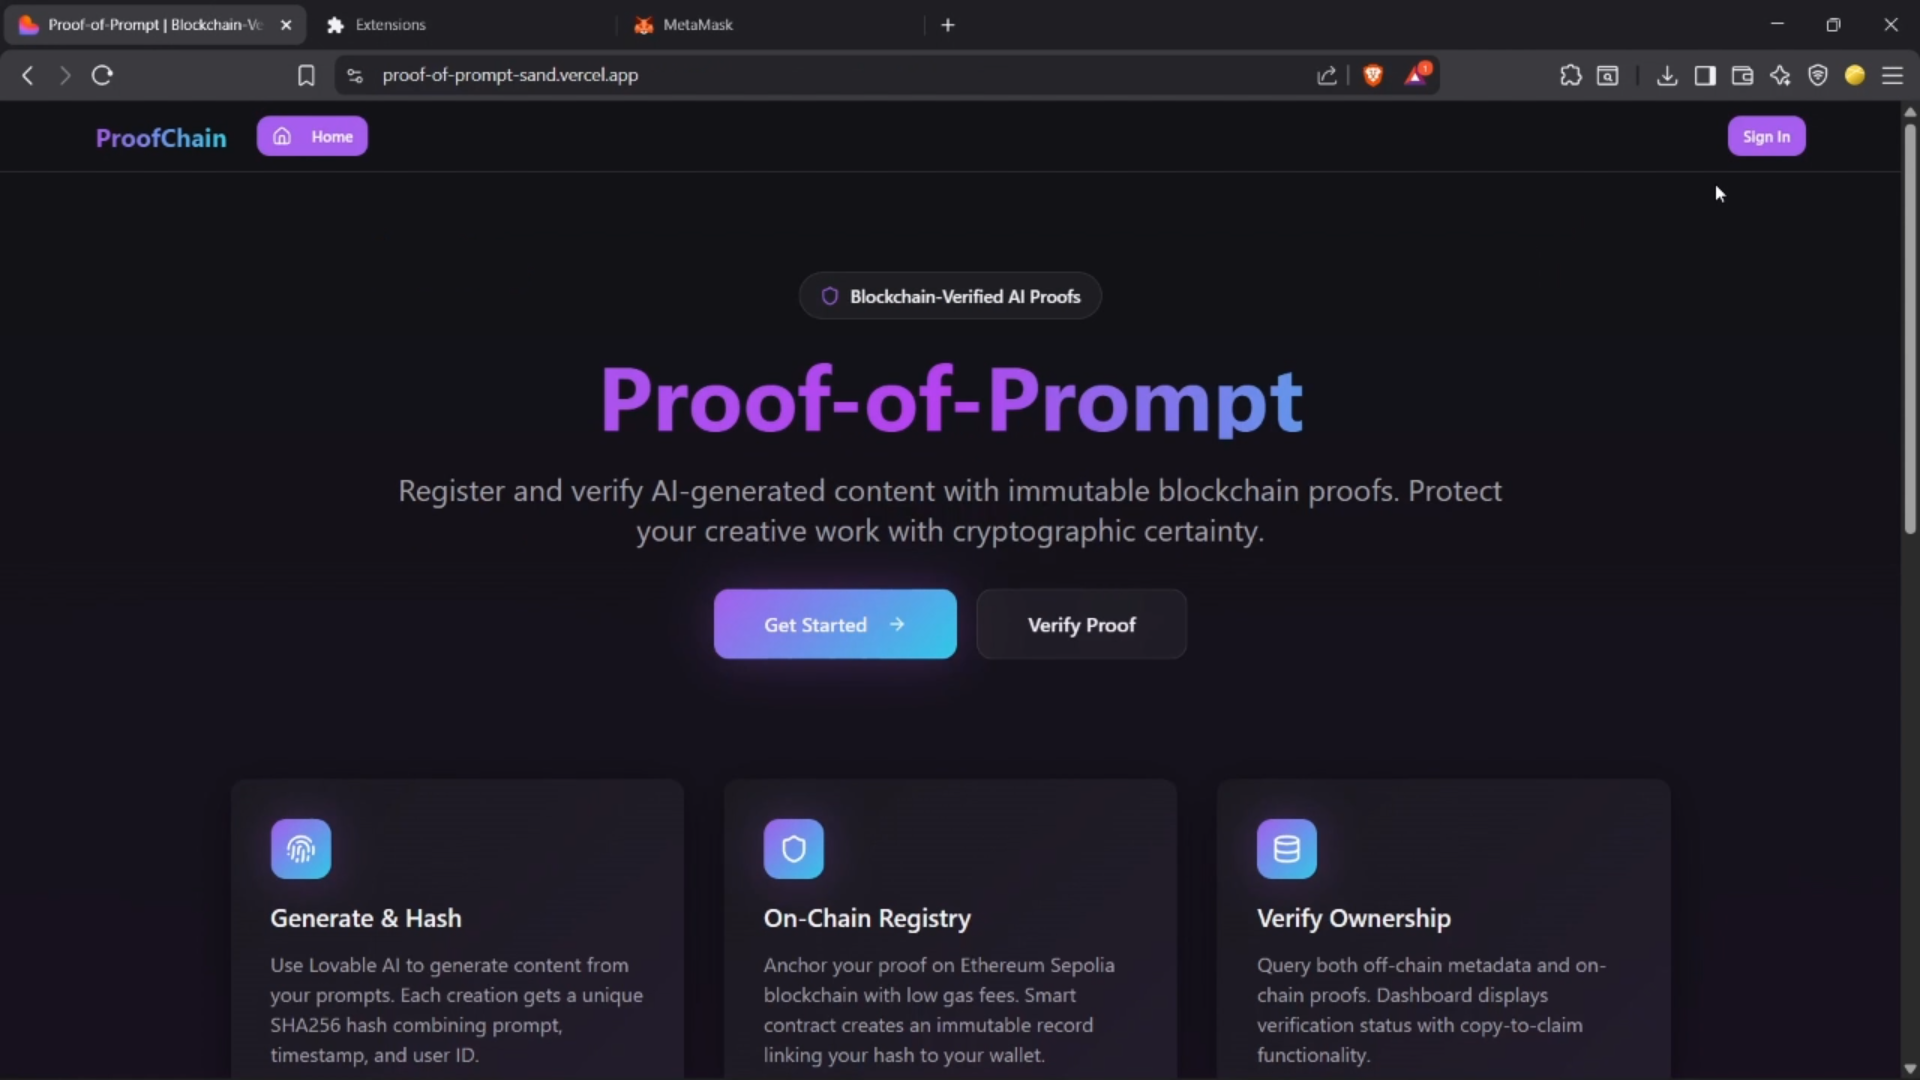 Proof-of-Prompt | Blockchain-Ve
Extensions
MetaMask
proof-of-prompt-sand.vercel.app
1
ProofChain
Home
Sign In
Blockchain-Verified AI Proofs
Proof-of-Prompt
Register and verify AI-generated content with immutable blockchain proofs. Protect
your creative work with cryptographic certainty.
Get Started
Verify Proof
Generate & Hash
Use Lovable AI to generate content from
your prompts. Each creation gets a unique
SHA256 hash combining prompt,
timestamp, and user ID.
On-Chain Registry
Anchor your proof on Ethereum Sepolia
blockchain with low gas fees. Smart
contract creates an immutable record
linking your hash to your wallet.
Verify Ownership
Query both off-chain metadata and on-
chain proofs. Dashboard displays
verification status with copy-to-claim
functionality.